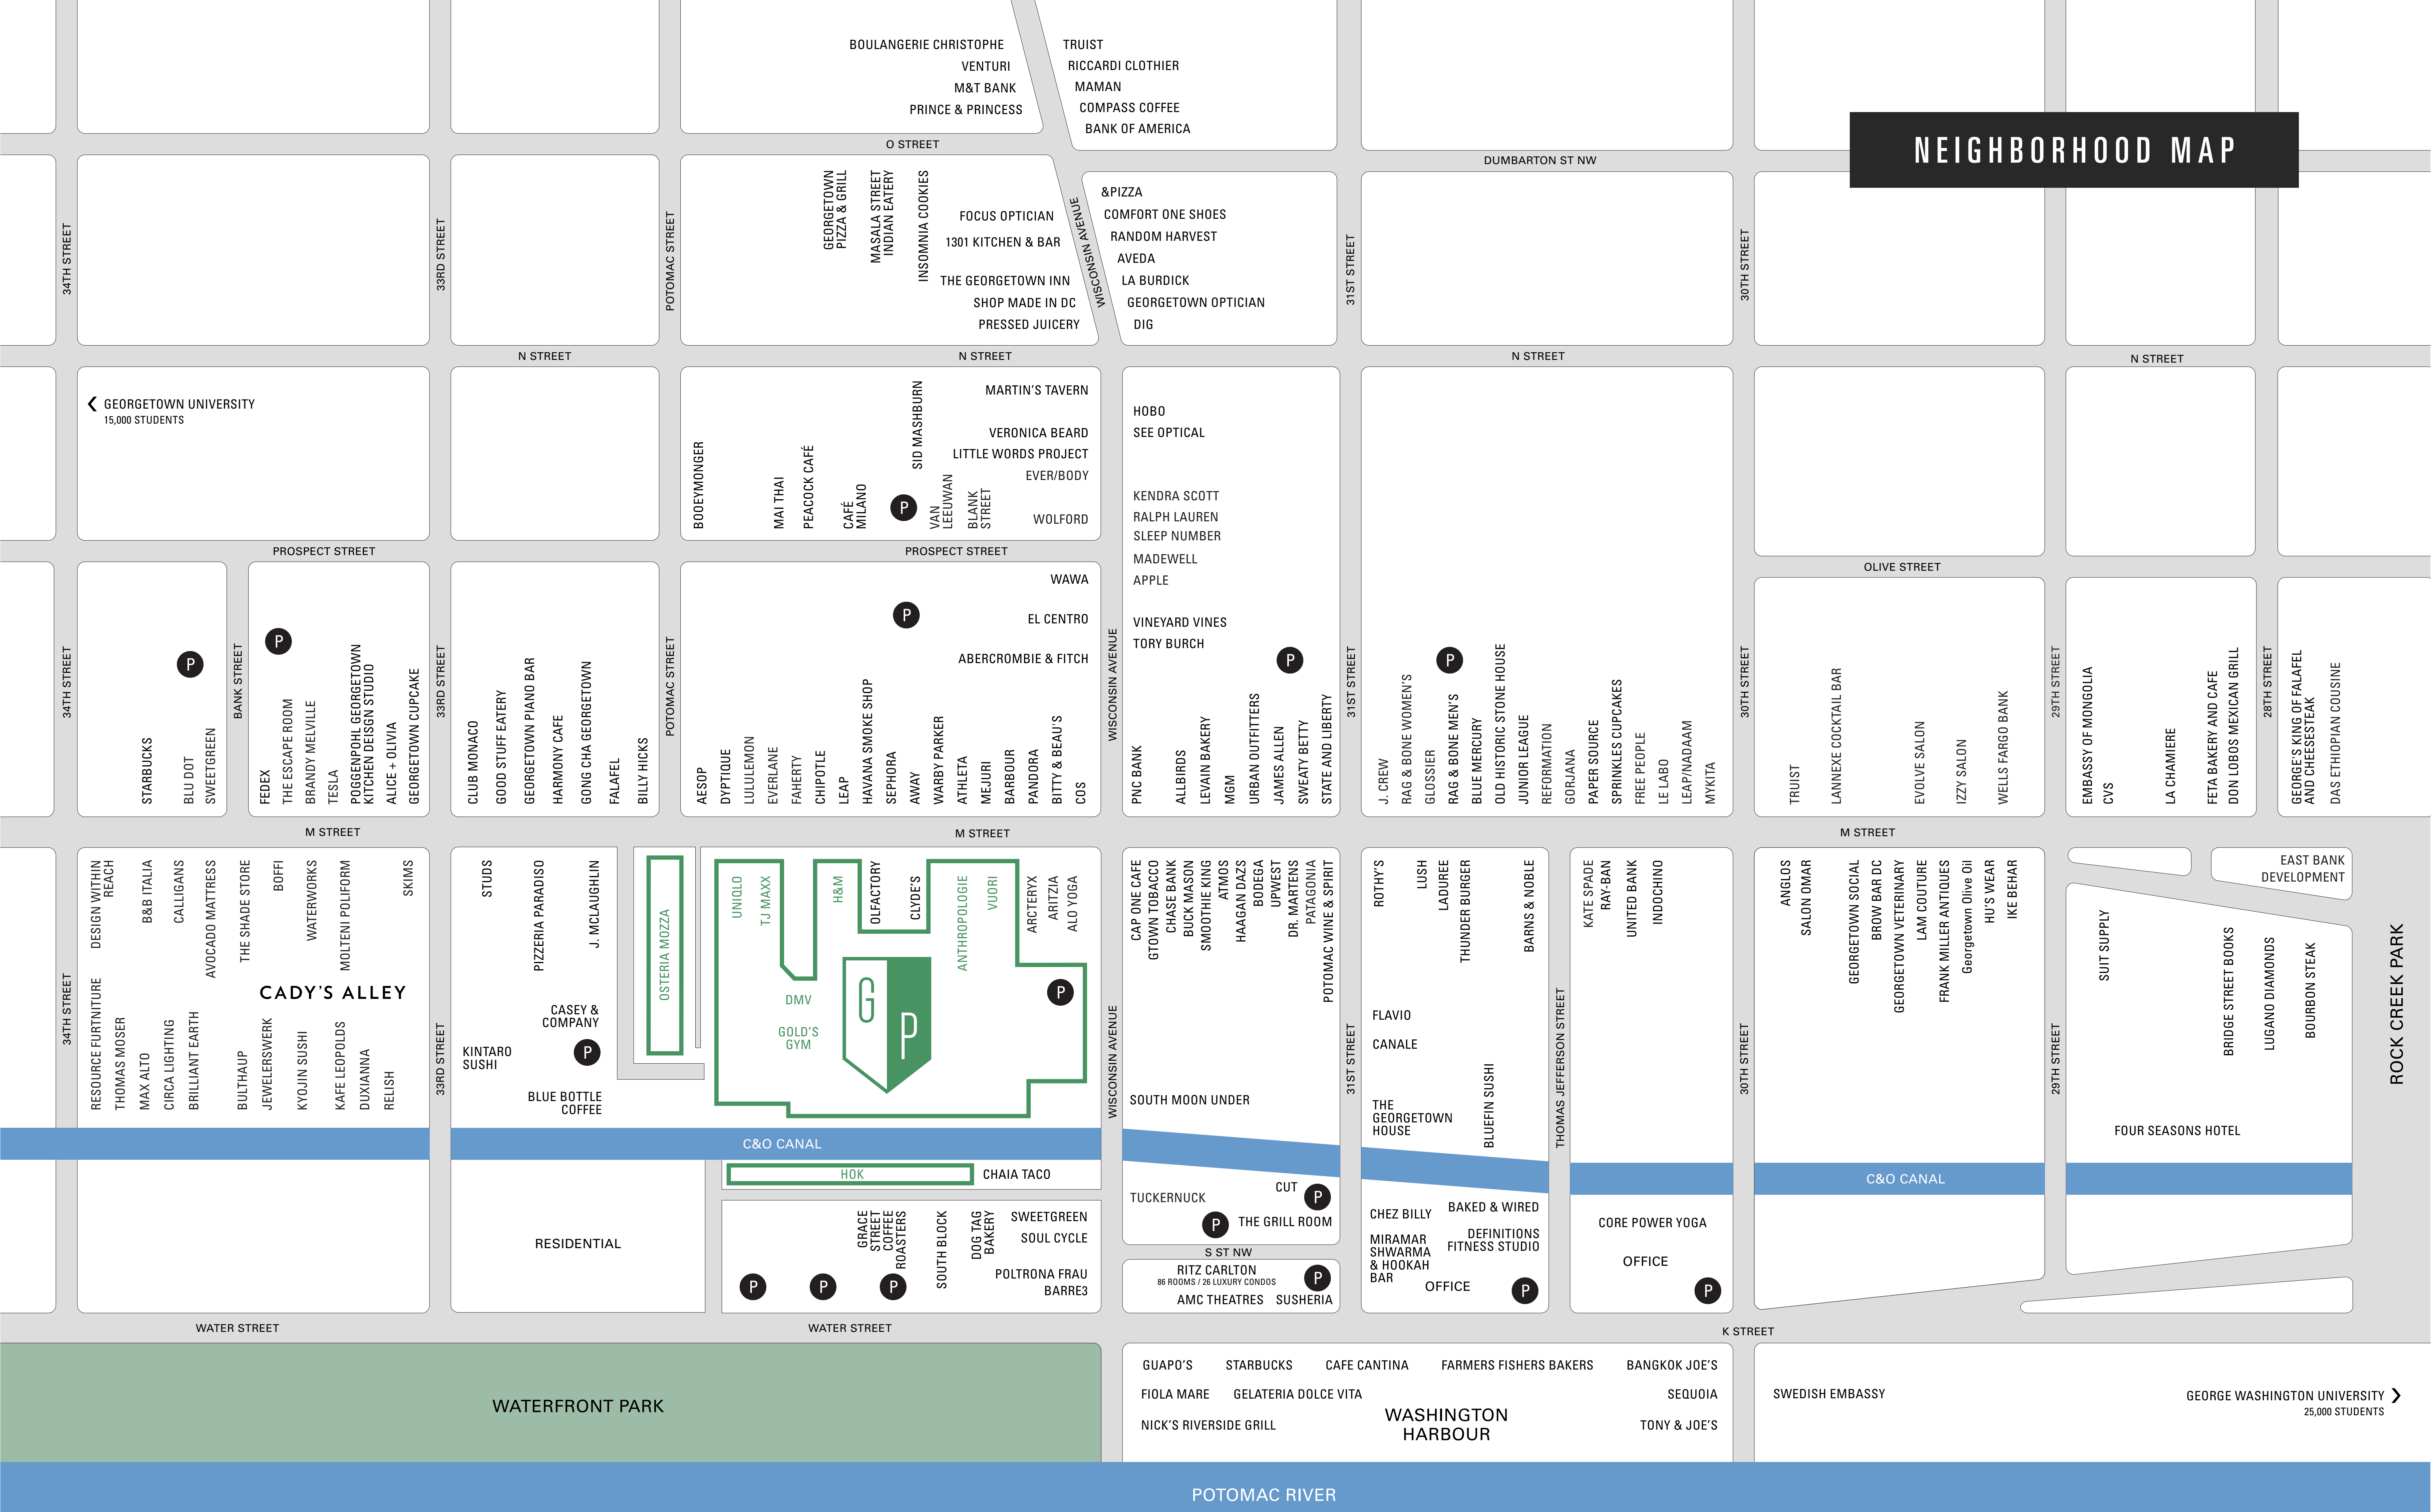 BOULANGERIE CHRISTOPHE
VENTURI
M&T BANK
PRINCE & PRINCESS
TRUIST
RICCARDI CLOTHIER
MAMAN
COMPASS COFFEE
BANK OF AMERICA
NEIGHBORHOOD MAP
O STREET
DUMBARTON ST NW
34TH STREET
33RD STREET
POTOMAC STREET
GEORGETOWN
PIZZA & GRILL
MASALA STREET
INDIAN EATERY
INSOMNIA COOKIES
FOCUS OPTICIAN
1301 KITCHEN & BAR
THE GEORGETOWN INN
SHOP MADE IN DC
PRESSED JUICERY
WISCONSIN AVENUE
&PIZZA
COMFORT ONE SHOES
RANDOM HARVEST
AVEDA
LA BURDICK
GEORGETOWN OPTICIAN
DIG
31ST STREET
30TH STREET
N STREET
N STREET
N STREET
N STREET
GEORGETOWN UNIVERSITY
15,000 STUDENTS
BOOEYMONGER
MAI THAI
PEACOCK CAFÉ
CAFÉ
MILANO
P
SID MASHBURN
VAN
LEEUWAN
BLANK
STREET
MARTIN'S TAVERN
VERONICA BEARD
LITTLE WORDS PROJECT
EVER/BODY
WOLFORD
HOBO
SEE OPTICAL
KENDRA SCOTT
RALPH LAUREN
SLEEP NUMBER
MADEWELL
APPLE
VINEYARD VINES
TORY BURCH
PROSPECT STREET
PROSPECT STREET
OLIVE STREET
34TH STREET
STARBUCKS
P
BLU DOT
SWEETGREEN
BANK STREET
P
FEDEX
THE ESCAPE ROOM
BRANDY MELVILLE
TESLA
POGGENPOHL GEORGETOWN
KITCHEN DEISGN STUDIO
ALICE + OLIVIA
GEORGETOWN CUPCAKE
33RD STREET
CLUB MONACO
GOOD STUFF EATERY
GEORGETOWN PIANO BAR
HARMONY CAFE
GONG CHA GEORGETOWN
FALAFEL
BILLY HICKS
POTOMAC STREET
WAWA
EL CENTRO
ABERCROMBIE & FITCH
P
AESOP
DYPTIQUE
LULULEMON
EVERLANE
FAHERTY
CHIPOTLE
LEAP
HAVANA SMOKE SHOP
SEPHORA
AWAY
WARBY PARKER
ATHLETA
MEJURI
BARBOUR
PANDORA
BITTY & BEAU'S
COS
WISCONSIN AVENUE
PNC BANK
ALLBIRDS
LEVAIN BAKERY
MGM
URBAN OUTFITTERS
JAMES ALLEN
P
SWEATY BETTY
STATE AND LIBERTY
31ST STREET
J. CREW
RAG & BONE WOMEN'S
GLOSSIER
P
RAG & BONE MEN'S
BLUE MERCURY
OLD HISTORIC STONE HOUSE
JUNIOR LEAGUE
REFORMATION
GORJANA
PAPER SOURCE
SPRINKLES CUPCAKES
FREE PEOPLE
LE LABO
LEAP/NADAAM
MYKITA
30TH STREET
TRUIST
LANNEXE COCKTAIL BAR
EVOLVE SALON
IZZY SALON
WELLS FARGO BANK
29TH STREET
EMBASSY OF MONGOLIA
CVS
LA CHAMIERE
FETA BAKERY AND CAFE
DON LOBOS MEXICAN GRILL
28TH STREET
GEORGE'S KING OF FALAFEL
AND CHEESESTEAK
DAS ETHIOPIAN COUSINE
M STREET
M STREET
M STREET
34TH STREET
DESIGN WITHIN
REACH
B&B ITALIA
CALLIGANS
AVOCADO MATTRESS
THE SHADE STORE
BOFFI
WATERWORKS
MOLTENI POLIFORM
SKIMS
CADY'S ALLEY
RESOURCE FURTNITURE
THOMAS MOSER
MAX ALTO
CIRCA LIGHTING
BRILLIANT EARTH
BULTHAUP
JEWELERSWERK
KYOJIN SUSHI
KAFE LEOPOLDS
DUXIANNA
RELISH
33RD STREET
STUDS
PIZZERIA PARADISO
J. MCLAUGHLIN
CASEY &
COMPANY
KINTARO
SUSHI
P
BLUE BOTTLE
COFFEE
OSTERIA MOZZA
UNIQLO
TJ MAXX
H&M
OLFACTORY
CLYDE'S
ANTHROPOLOGIE
VUORI
ARCTERYX
ARITZIA
ALO YOGA
DMV
GOLD'S
GYM
G
P
P
WISCONSIN AVENUE
CAP ONE CAFE
GTOWN TOBACCO
CHASE BANK
BUCK MASON
SMOOTHIE KING
ATMOS
HAAGAN DAZS
BODEGA
UPWEST
DR. MARTENS
PATAGONIA
POTOMAC WINE & SPIRIT
SOUTH MOON UNDER
31ST STREET
ROTHY'S
LUSH
LADUREE
THUNDER BURGER
BARNS & NOBLE
FLAVIO
CANALE
THE
GEORGETOWN
HOUSE
BLUEFIN SUSHI
THOMAS JEFFERSON STREET
KATE SPADE
RAY-BAN
UNITED BANK
INDOCHINO
30TH STREET
ANGLOS
SALON OMAR
GEORGETOWN SOCIAL
BROW BAR DC
GEORGETOWN VETERINARY
LAM COUTURE
FRANK MILLER ANTIQUES
Georgetown Olive Oil
HU'S WEAR
IKE BEHAR
29TH STREET
EAST BANK
DEVELOPMENT
SUIT SUPPLY
BRIDGE STREET BOOKS
LUGAND DIAMONDS
BOURBON STEAK
FOUR SEASONS HOTEL
ROCK CREEK PARK
C&O CANAL
C&O CANAL
HOK
CHAIA TACO
RESIDENTIAL
GRACE
STREET
COFFEE
ROASTERS
SOUTH BLOCK
DOG TAG
BAKERY
SWEETGREEN
SOUL CYCLE
POLTRONA FRAU
BARRE3
P
P
P
TUCKERNUCK
CUT
P
P
THE GRILL ROOM
S ST NW
RITZ CARLTON
86 ROOMS / 26 LUXURY CONDOS
P
AMC THEATRES
SUSHERIA
CHEZ BILLY
BAKED & WIRED
MIRAMAR
SHWARMA
& HOOKAH
BAR
DEFINITIONS
FITNESS STUDIO
OFFICE
P
CORE POWER YOGA
OFFICE
P
WATER STREET
WATER STREET
K STREET
WATERFRONT PARK
GUAPO'S
STARBUCKS
CAFE CANTINA
FARMERS FISHERS BAKERS
BANGKOK JOE'S
FIOLA MARE
GELATERIA DOLCE VITA
SEQUOIA
NICK'S RIVERSIDE GRILL
WASHINGTON
HARBOUR
TONY & JOE'S
SWEDISH EMBASSY
GEORGE WASHINGTON UNIVERSITY
25,000 STUDENTS
POTOMAC RIVER